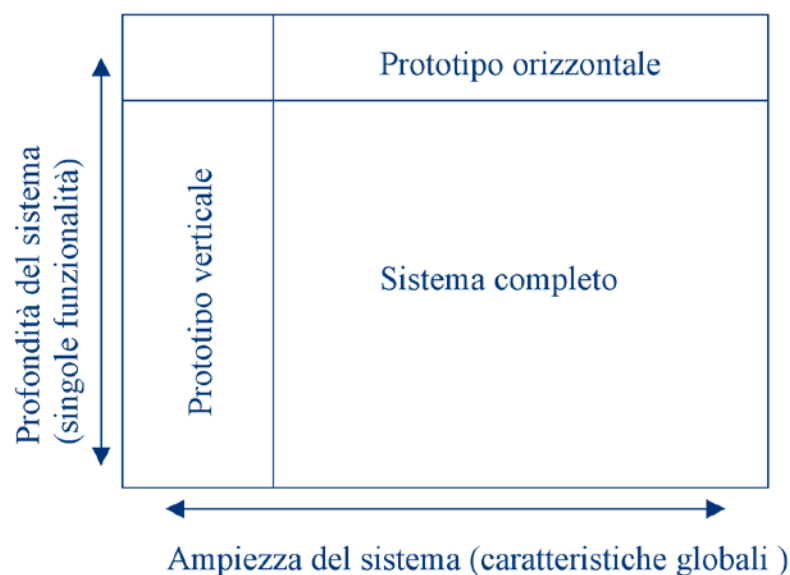 Prototipo orizzontale
Profondità del sistema
(singole funzionalità)
Prototipo verticale
Sistema completo
Ampiezza del sistema (caratteristiche globali )